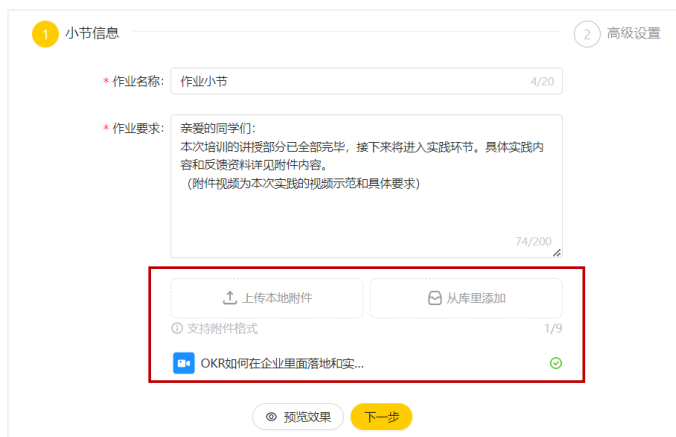 1 小节信息
2 高级设置
* 作业名称: 作业小节 4/20
* 作业要求: 亲爱的同学们:
本次培训的讲授部分已全部完毕，接下来将进入实践环节。具体实践内
容和反馈资料详见附件内容。
（附件视频为本次实践的视频示范和具体要求）
74/200
上传本地附件
从库里添加
支持附件格式 1/9
OKR如何在企业里面落地和实...
预览效果
下一步